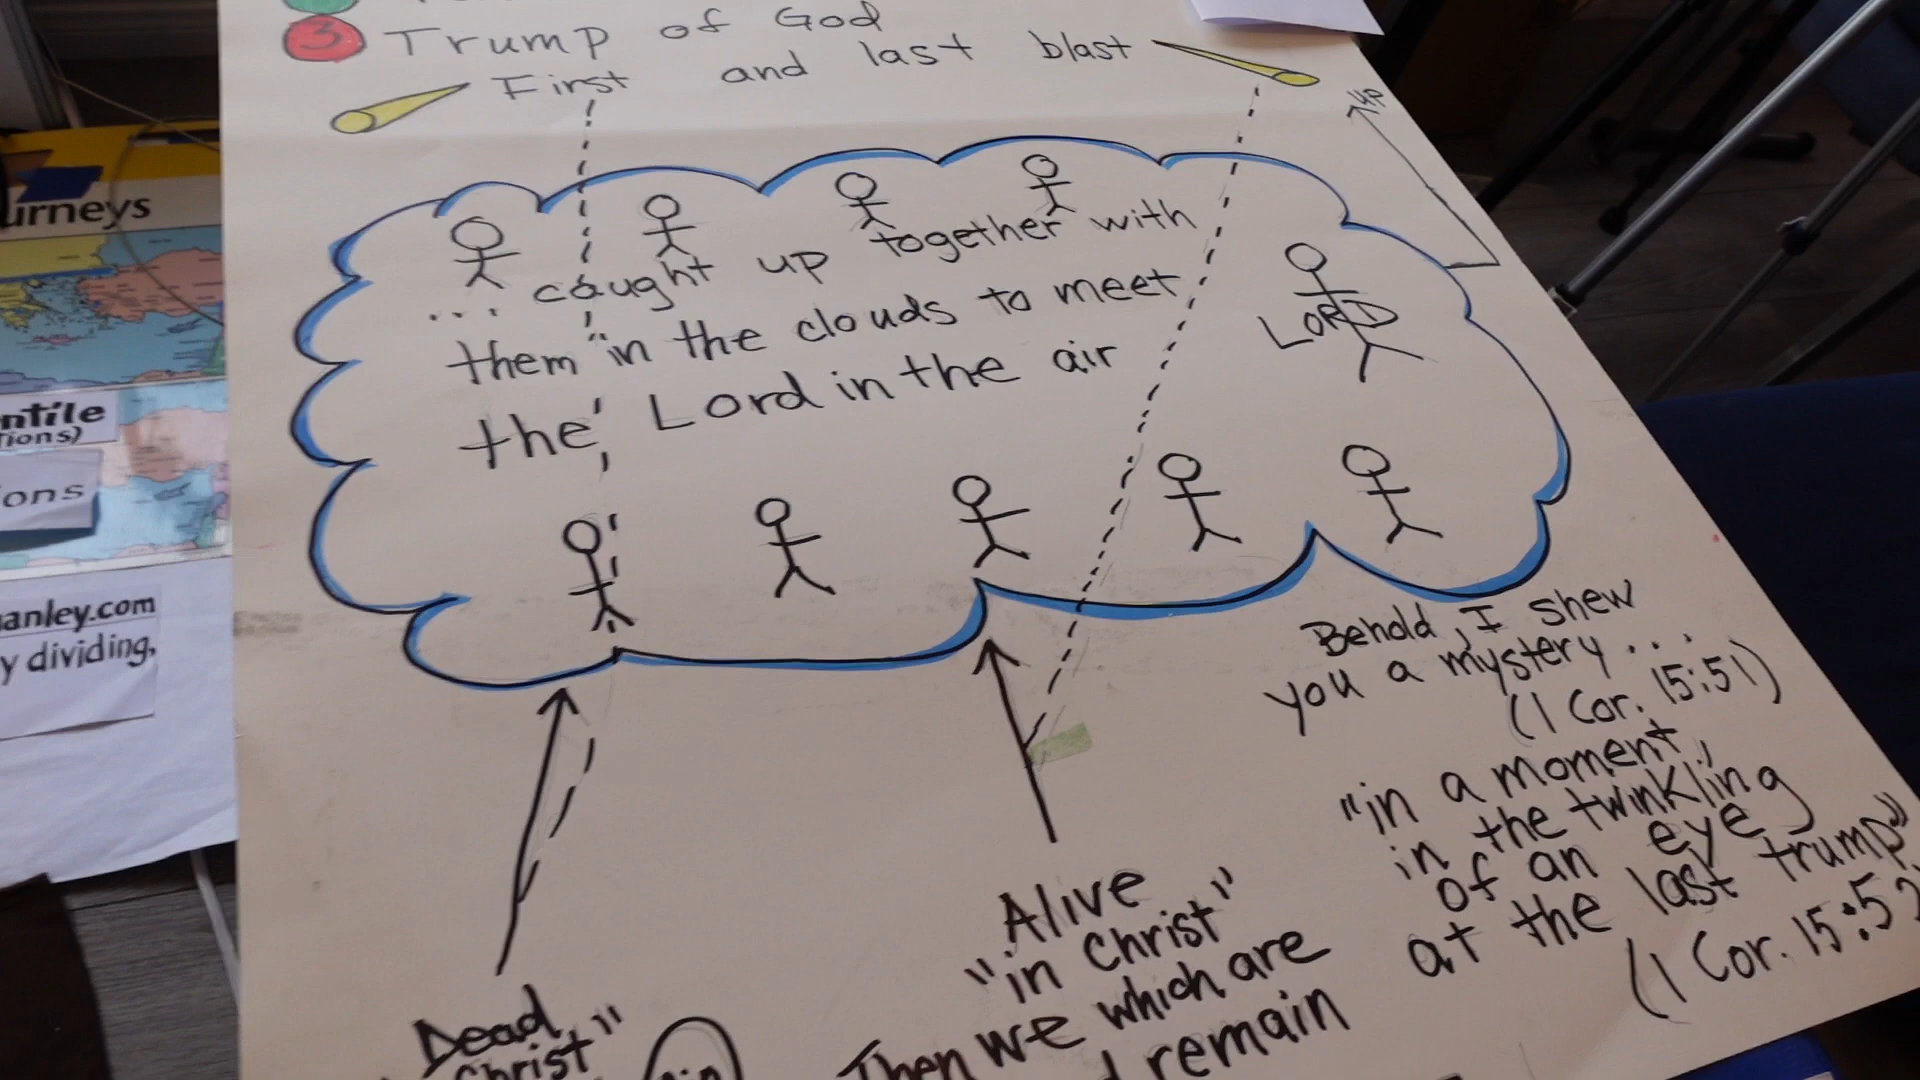 3 Trump of God
First and last blast
up
... caught up together with
them in the clouds to meet
the Lord in the air
LORD
Behold, I shew
you a mystery...
(1 Cor. 15:51)
"in a moment,
in the twinkling
of an eye
at the last trump"
(1 Cor. 15:52
Alive
"in Christ"
Then we which are
remain
Dead
Christ"
in
urneys
ntile
tions)
ons
anley.com
y dividing,